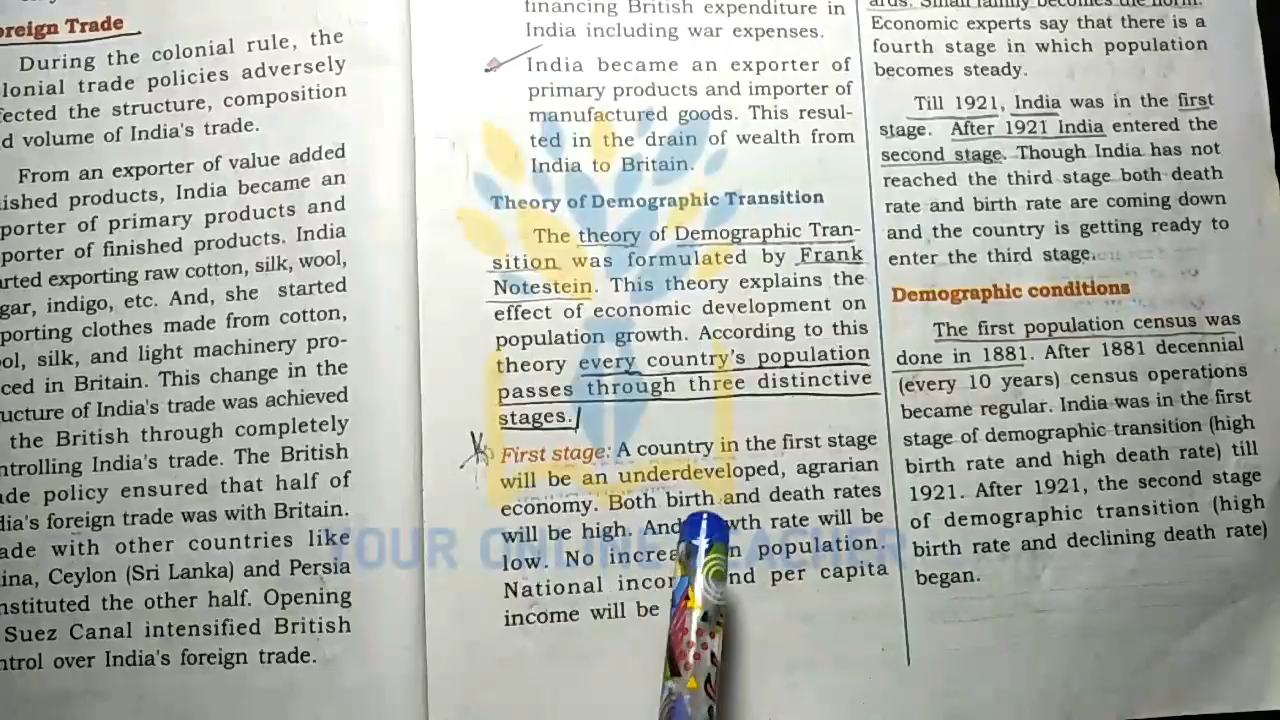 oreign Trade
During the colonial rule, the
lonial trade policies adversely
fected the structure, composition
d volume of India's trade.
From an exporter of value added
ished products, India became an
porter of primary products and
porter of finished products. India
arted exporting raw cotton, silk, wool,
gar, indigo, etc. And, she started
porting clothes made from cotton,
ol, silk, and light machinery pro-
ced in Britain. This change in the
ucture of India's trade was achieved
the British through completely
ntrolling India's trade. The British
ade policy ensured that half of
dia's foreign trade was with Britain.
ade with other countries like
ina, Ceylon (Sri Lanka) and Persia
nstituted the other half. Opening
Suez Canal intensified British
ntrol over India's foreign trade.
financing British expenditure in
India including war expenses.
India became an exporter of
primary products and importer of
manufactured goods. This resul-
ted in the drain of wealth from
India to Britain.
Theory of Demographic Transition
The theory of Demographic Tran-
sition was formulated by Frank
Notestein. This theory explains the
effect of economic development on
population growth. According to this
theory every country's population
passes through three distinctive
stages.
First stage: A country in the first stage
will be an underdeveloped, agrarian
economy. Both birth and death rates
will be high. And wth rate will be
low. No increa n population.
National incom nd per capita
income will be
ards. Small family becomes the norm.
Economic experts say that there is a
fourth stage in which population
becomes steady.
Till 1921, India was in the first
stage. After 1921 India entered the
second stage. Though India has not
reached the third stage both death
rate and birth rate are coming down
and the country is getting ready to
enter the third stage.
Demographic conditions
The first population census was
done in 1881. After 1881 decennial
(every 10 years) census operations
became regular. India was in the first
stage of demographic transition (high
birth rate and high death rate) till
1921. After 1921, the second stage
of demographic transition (high
birth rate and declining death rate)
began.
YOUR ONLINE TEACHER